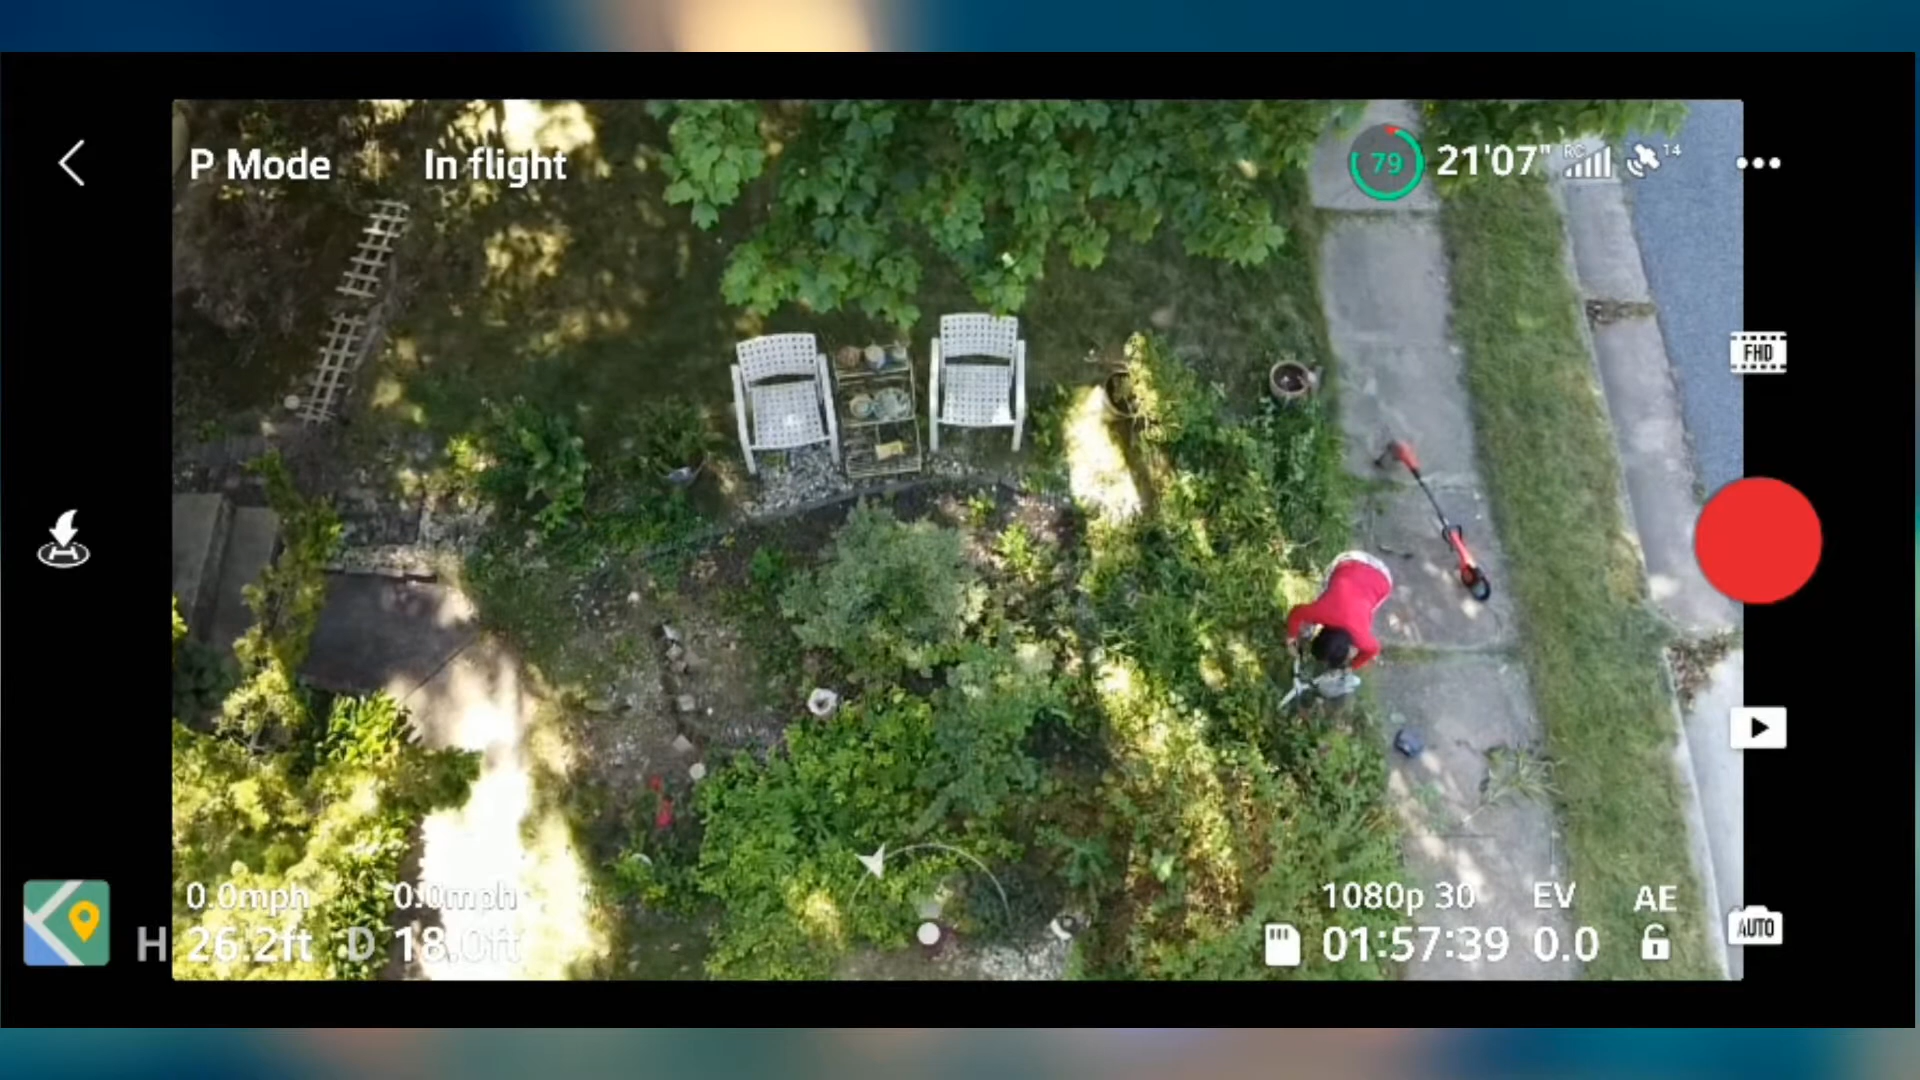 P Mode In flight 79 21'07" RC 14
FHD
0.0mph 0.0mph 1080p 30 EV AE
H 26.2ft D 18.0ft 01:57:39 0.0 AUTO